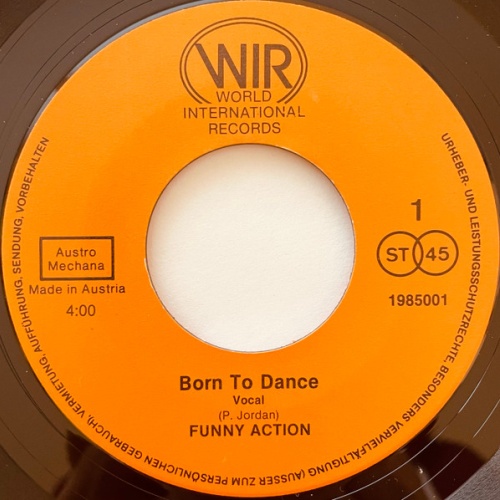 WIR
WORLD
INTERNATIONAL
RECORDS
URHEBER- UND LEISTUNGSSCHUTZRECHTE, BESONDERS VERVIELFÄLTIGUNG (AUSSER ZUM PERSÖNLICHEN GEBRAUCH), VERMIETUNG, AUFFÜHRUNG, SENDUNG, VORBEHALTEN
1
ST 45
1985001
Austro
Mechana
Made in Austria
4:00
Born To Dance
Vocal
(P. Jordan)
FUNNY ACTION